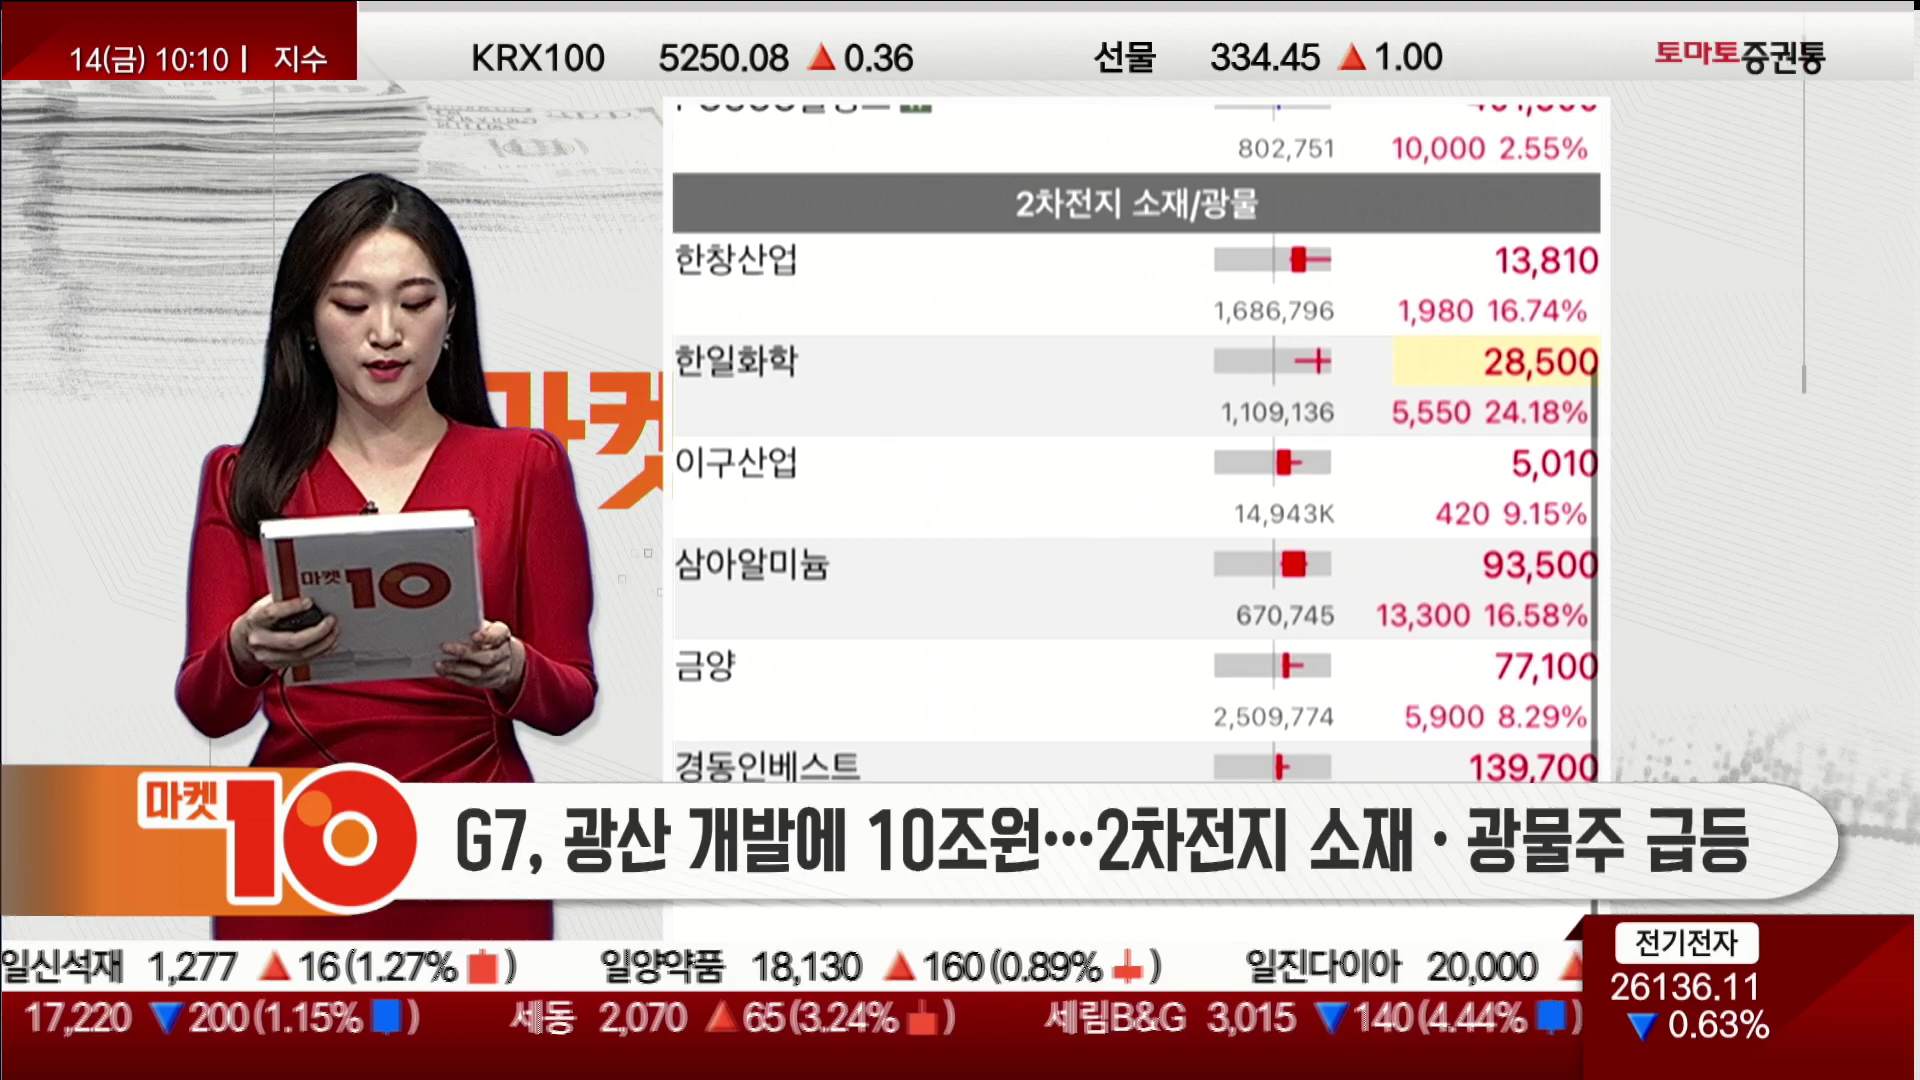 14(금) 10:10 | 지수 KRX100 5250.08 ▲ 0.36 선물 334.45 ▲ 1.00 토마토증권통
802,751 10,000 2.55%
2차전지 소재/광물
한창산업 13,810
1,686,796 1,980 16.74%
한일화학 28,500
1,109,136 5,550 24.18%
이구산업 5,010
14,943K 420 9.15%
삼아알미늄 93,500
670,745 13,300 16.58%
금양 77,100
2,509,774 5,900 8.29%
경동인베스트 139,700
마켓
마켓 10
마켓 10
G7, 광산 개발에 10조원…2차전지 소재·광물주 급등
일신석재 1,277 ▲ 16(1.27% ) 일양약품 18,130 ▲ 160(0.89% ) 일진다이아 20,000 ▲
17,220 ▼ 200(1.15% ) 세동 2,070 ▲ 65(3.24% ) 세림B&G 3,015 ▼ 140(4.44% )
전기전자
26136.11
▼ 0.63%